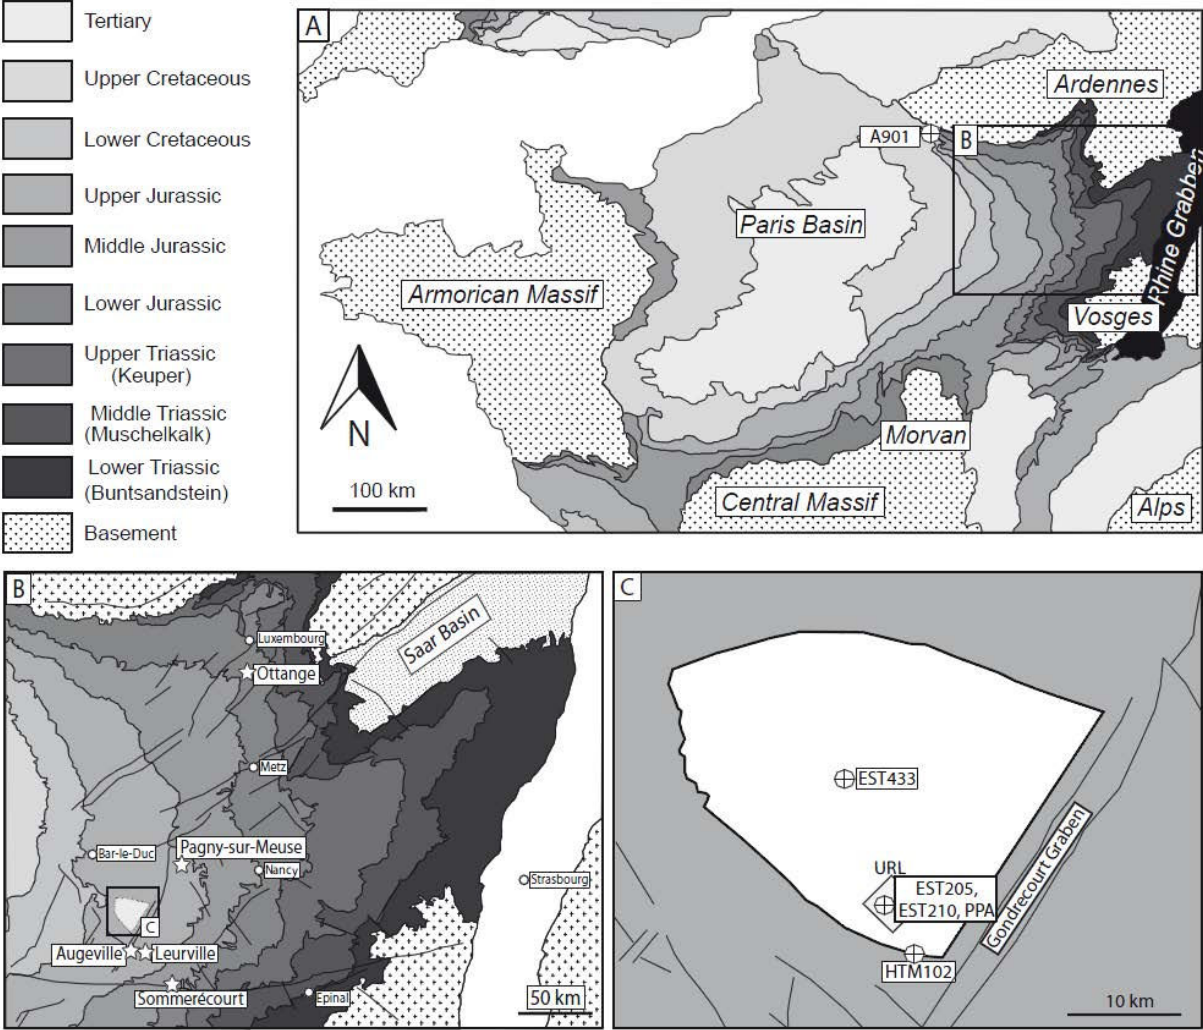 Tertiary
Upper Cretaceous
Lower Cretaceous
Upper Jurassic
Middle Jurassic
Lower Jurassic
Upper Triassic
(Keuper)
Middle Triassic
(Muschelkalk)
Lower Triassic
(Buntsandstein)
Basement
A
Ardennes
A901
B
Rhine Grabben
Paris Basin
Armorican Massif
Vosges
N
Morvan
100 km
Central Massif
Alps
B
Luxembourg
Saar Basin
Ottange
Metz
Bar-le-Duc
Pagny-sur-Meuse
Nancy
Strasbourg
C
Augeville
Leurville
Sommerécourt
Epinal
50 km
C
EST433
URL
EST205,
EST210, PPA
Gondrecourt Graben
HTM102
10 km